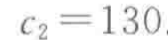 c₂ = 130